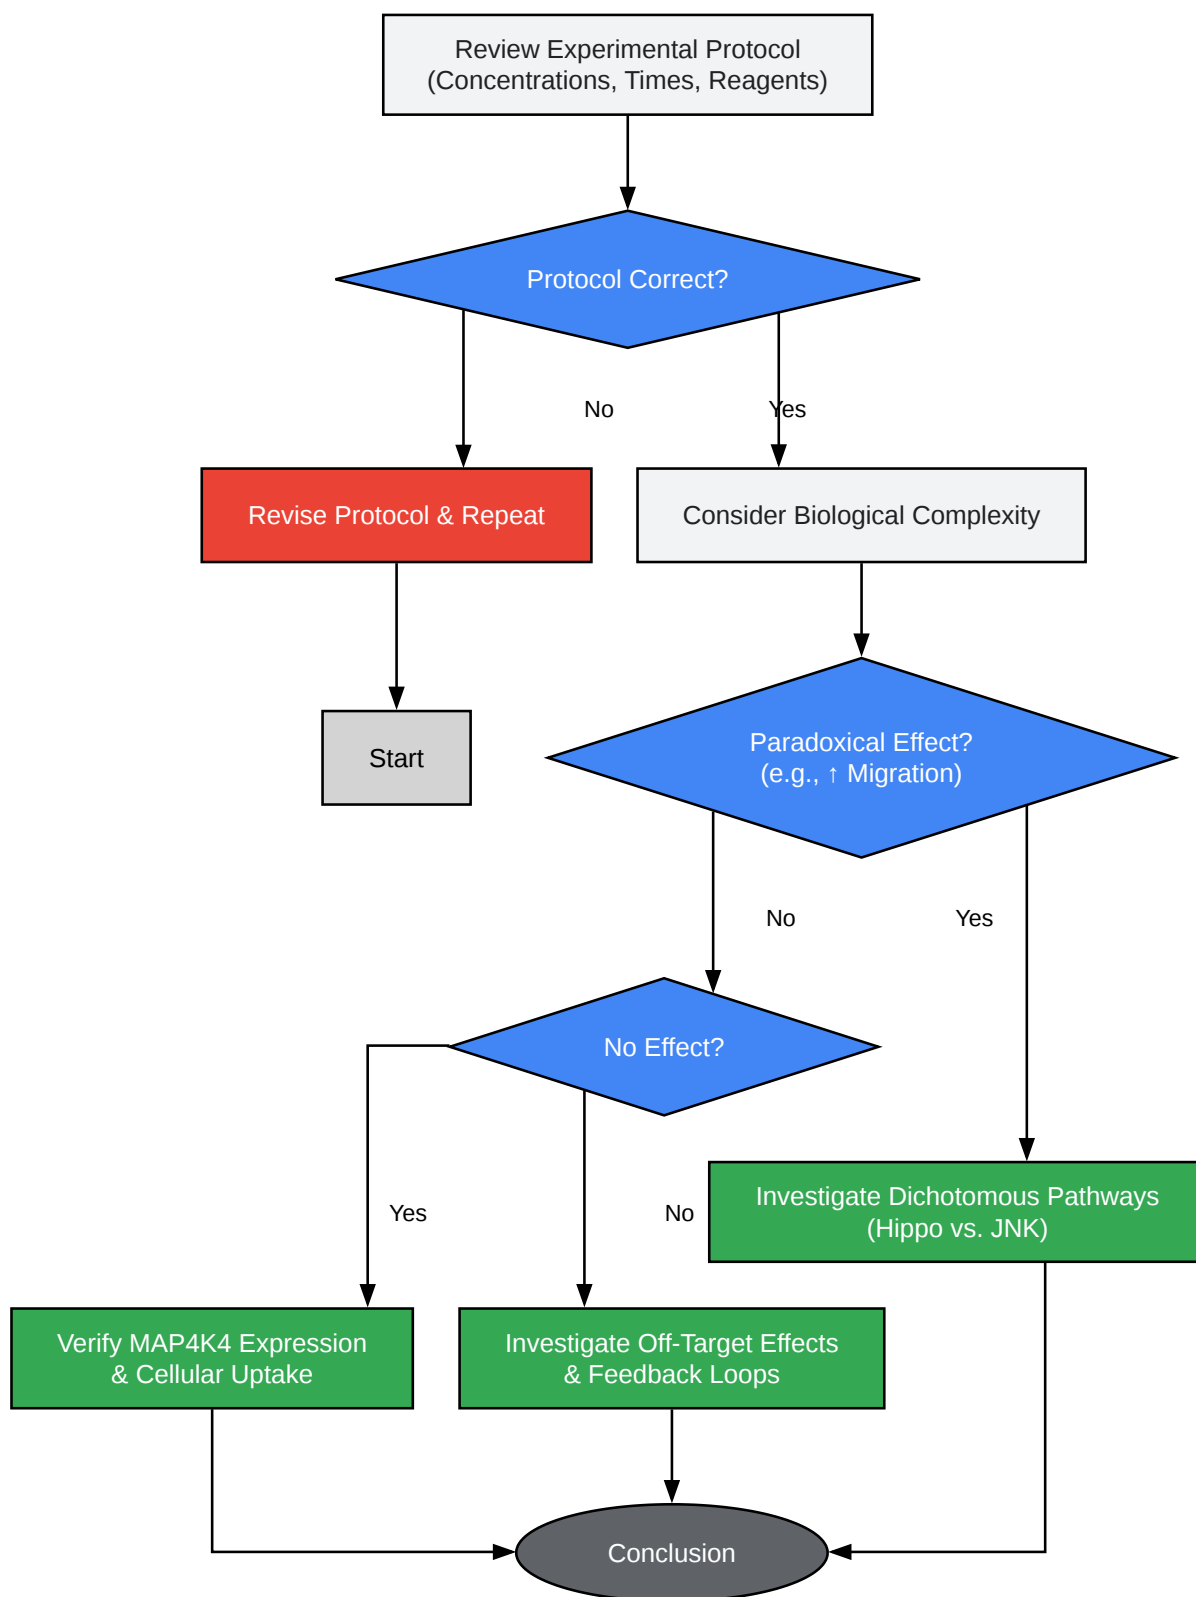 Review Experimental Protocol
(Concentrations, Times, Reagents)
Protocol Correct?
No
Yes
Revise Protocol & Repeat
Consider Biological Complexity
Start
Paradoxical Effect?
(e.g., ↑ Migration)
No
Yes
No Effect?
Yes
No
Investigate Dichotomous Pathways
(Hippo vs. JNK)
Verify MAP4K4 Expression
& Cellular Uptake
Investigate Off-Target Effects
& Feedback Loops
Conclusion